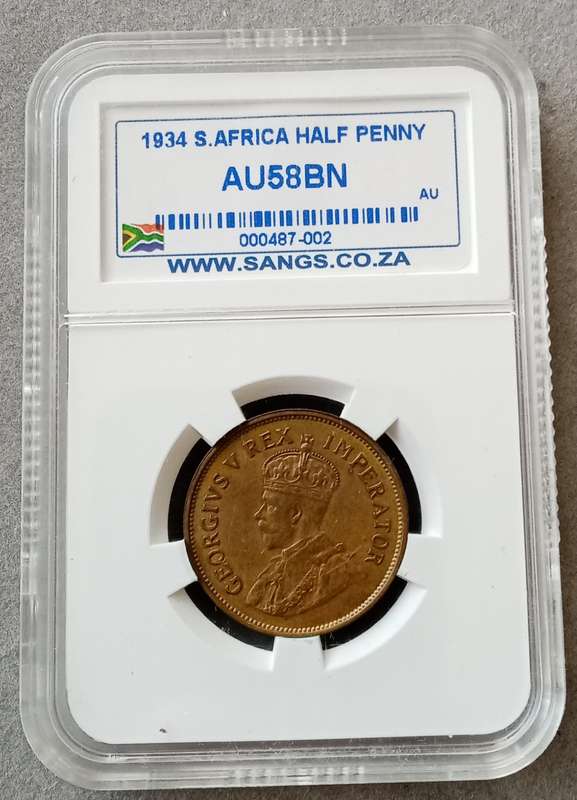 1934 S.AFRICA HALF PENNY
AU58BN
AU
000487-002
WWW.SANGS.CO.ZA
GEORGIVS V REX IMPERATOR